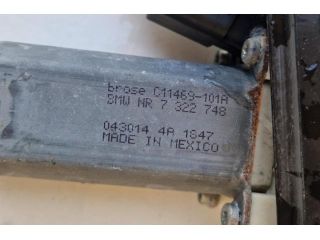 brose C11469-101A
BMW NR 7 322 748
043014 4A 1847
MADE IN MEXICO